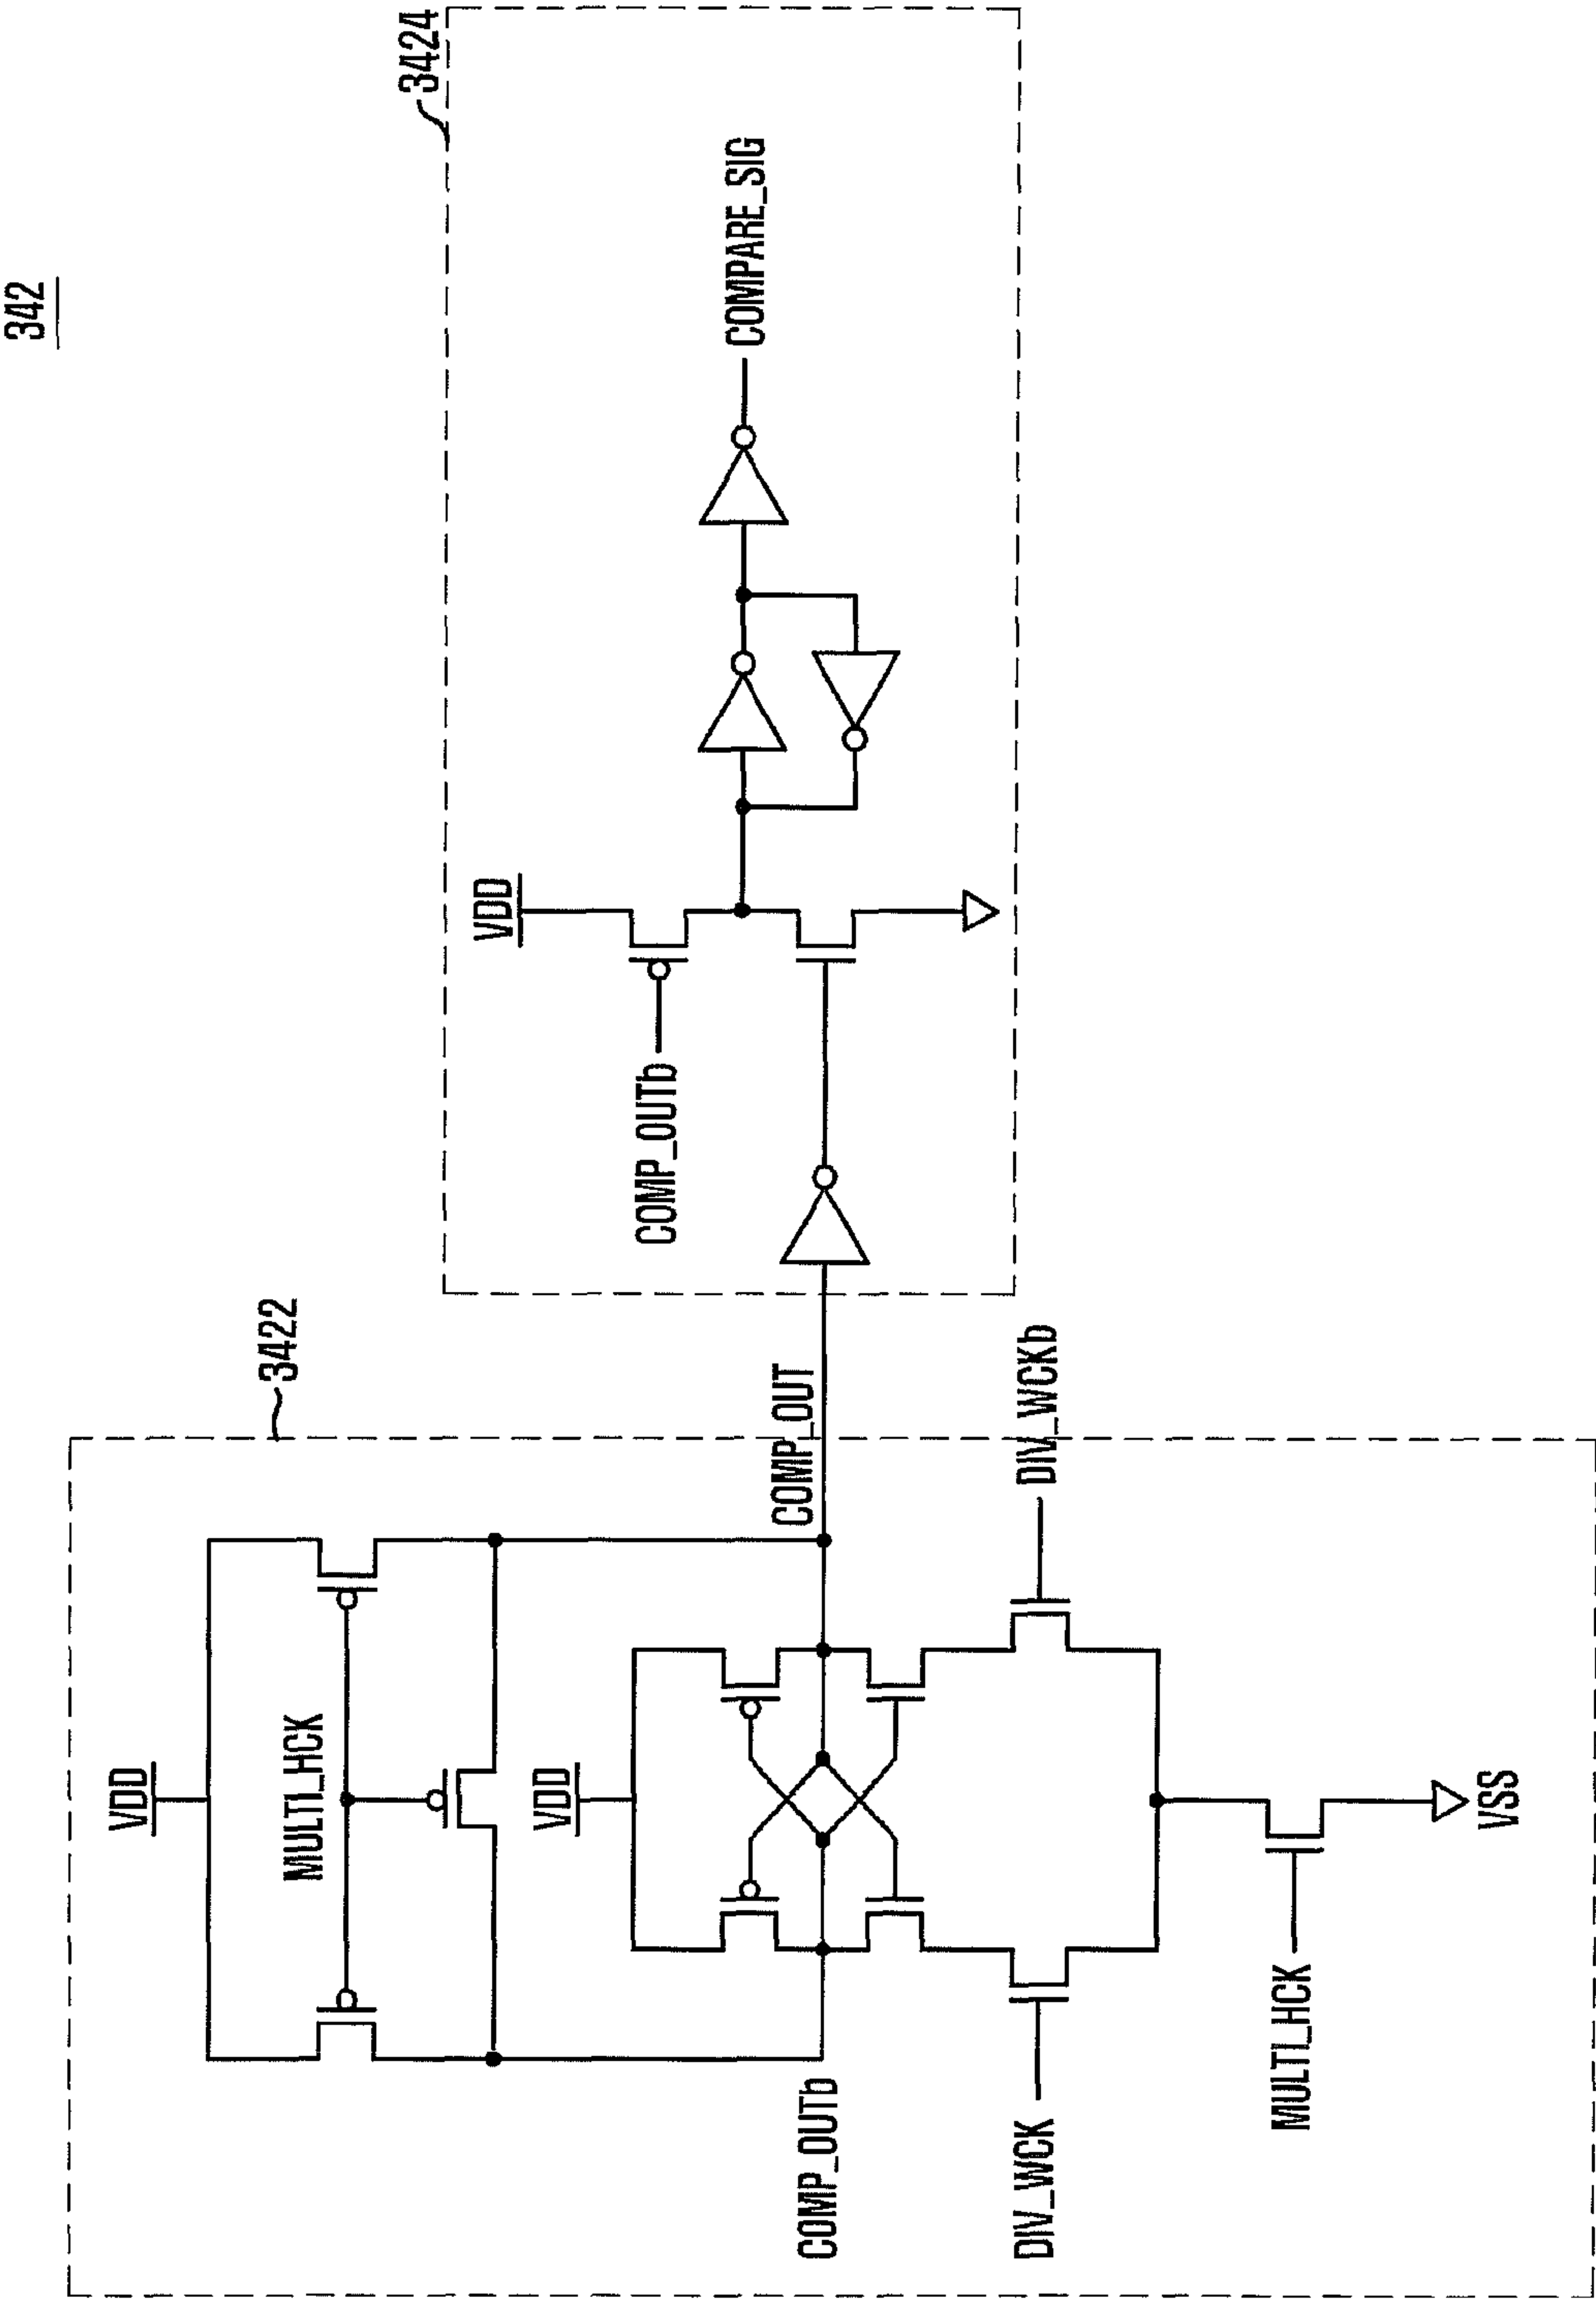 342
3422
VDD
MULTI_HCK
VDD
COMP_OUTb
COMP_OUT
DIV_WCK
DIV_WCKb
MULTI_HCK
VSS
3424
VDD
COMP_OUTb
COMPARE_SIG